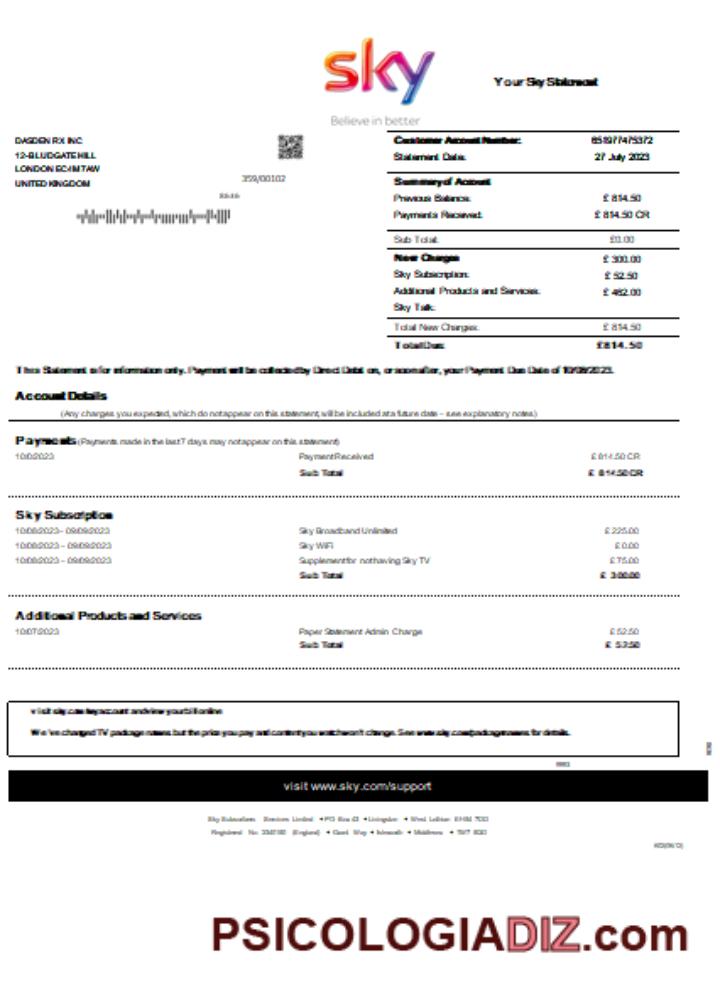 sky
Your Sky Statement
Believe in better
DASDEN RX INC
12-BLUDGATE HILL
LONDON EC4M7AW
UNITED KINGDOM
359/00102
Customer Account Number: 651977475372
Statement Date: 27 July 2023
Summary of Account
Previous Balance: £ 814.50
Payments Received: £ 814.50 CR
Sub Total: £0.00
New Charges £ 300.00
Sky Subscription: £ 52.50
Additional Products and Services: £ 462.00
Sky Talk:
Total New Charges: £ 814.50
Total Due: £814.50
This Statement is for information only. Payment will be collected by Direct Debit on, or soon after, your Payment Due Date of 10/08/2023.
Account Details
(Any charges you expected, which do not appear on this statement, will be included at a future date – see explanatory notes)
Payments (Payments made in the last 7 days may not appear on this statement)
10/0/2023 Payment Received £ 814.50 CR
Sub Total £ 814.50 CR
Sky Subscription
10/08/2023 – 09/09/2023 Sky Broadband Unlimited £ 225.00
10/08/2023 – 09/09/2023 Sky WiFi £ 0.00
10/08/2023 – 09/09/2023 Supplement for not having Sky TV £ 75.00
Sub Total £ 300.00
Additional Products and Services
10/07/2023 Paper Statement Admin Charge £ 52.50
Sub Total £ 52.50
visit sky.com/myaccount and view your bill online
We've changed TV package names, but the price you pay and content you watch won't change. See www.sky.com/packagenames for details.
visit www.sky.com/support
Sky Subscribers Services Limited • PO Box 43 • Livingston • West Lothian EH54 7DD
Registered No. (England) • Grant Way • Isleworth • Middlesex • TW7 5QD
PSICOLOGIADIZ.com